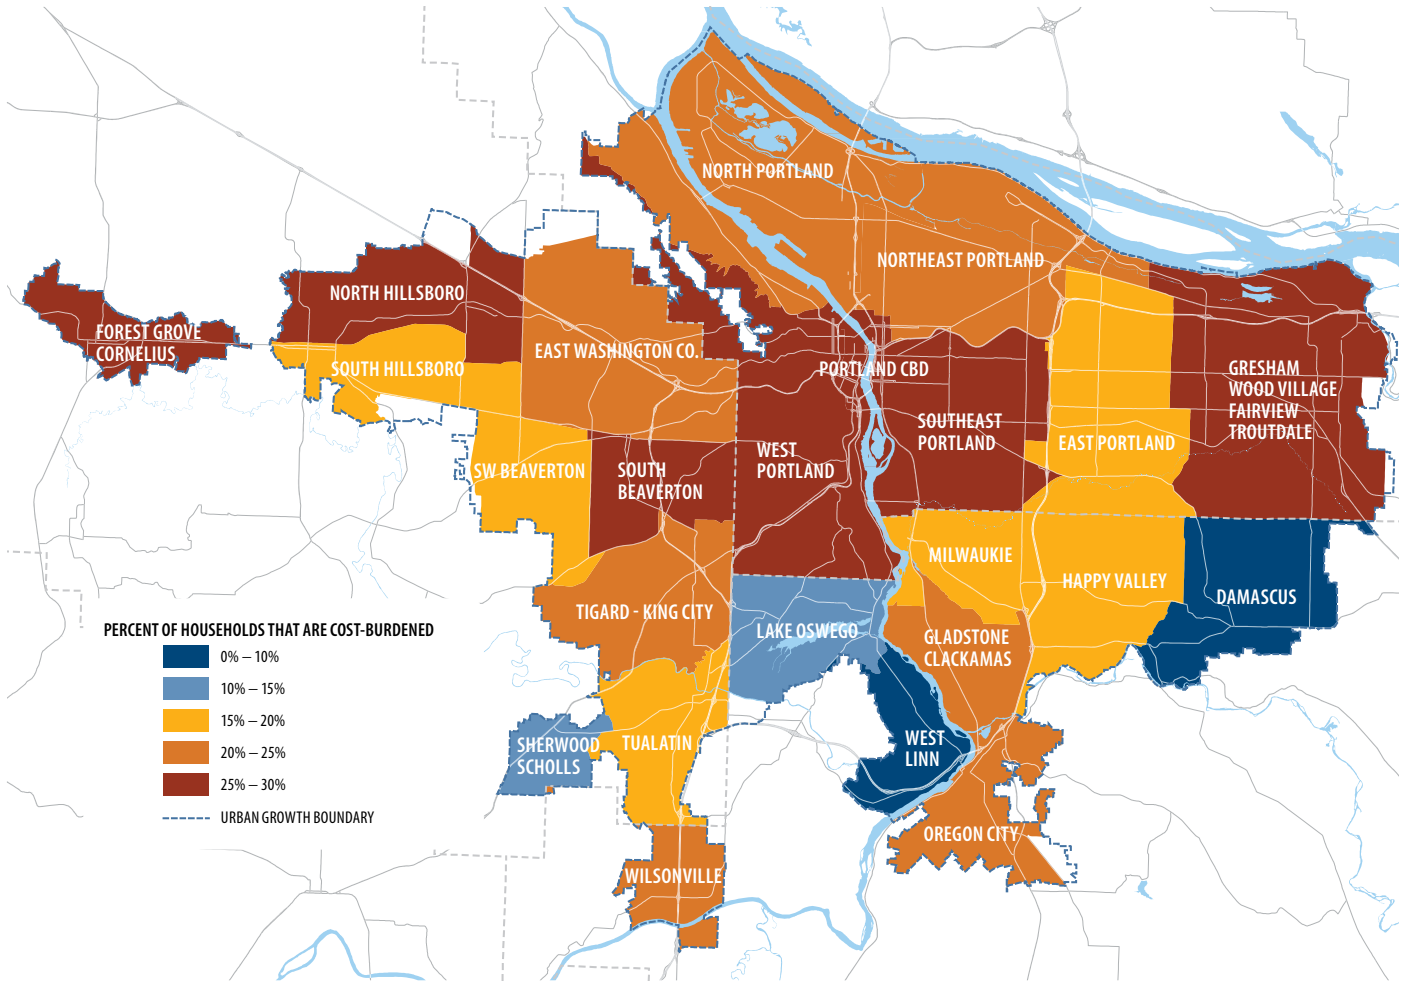 NORTH PORTLAND
NORTHEAST PORTLAND
NORTH HILLSBORO
FOREST GROVE
CORNELIUS
EAST WASHINGTON CO.
SOUTH HILLSBORO
PORTLAND CBD
GRESHAM
WOOD VILLAGE
FAIRVIEW
TROUTDALE
SOUTHEAST
PORTLAND
EAST PORTLAND
WEST
PORTLAND
SW BEAVERTON
SOUTH
BEAVERTON
MILWAUKIE
HAPPY VALLEY
DAMASCUS
TIGARD - KING CITY
LAKE OSWEGO
GLADSTONE
CLACKAMAS
PERCENT OF HOUSEHOLDS THAT ARE COST-BURDENED
0% – 10%
10% – 15%
15% – 20%
20% – 25%
25% – 30%
URBAN GROWTH BOUNDARY
SHERWOOD
SCHOLLS
TUALATIN
WEST
LINN
OREGON CITY
WILSONVILLE